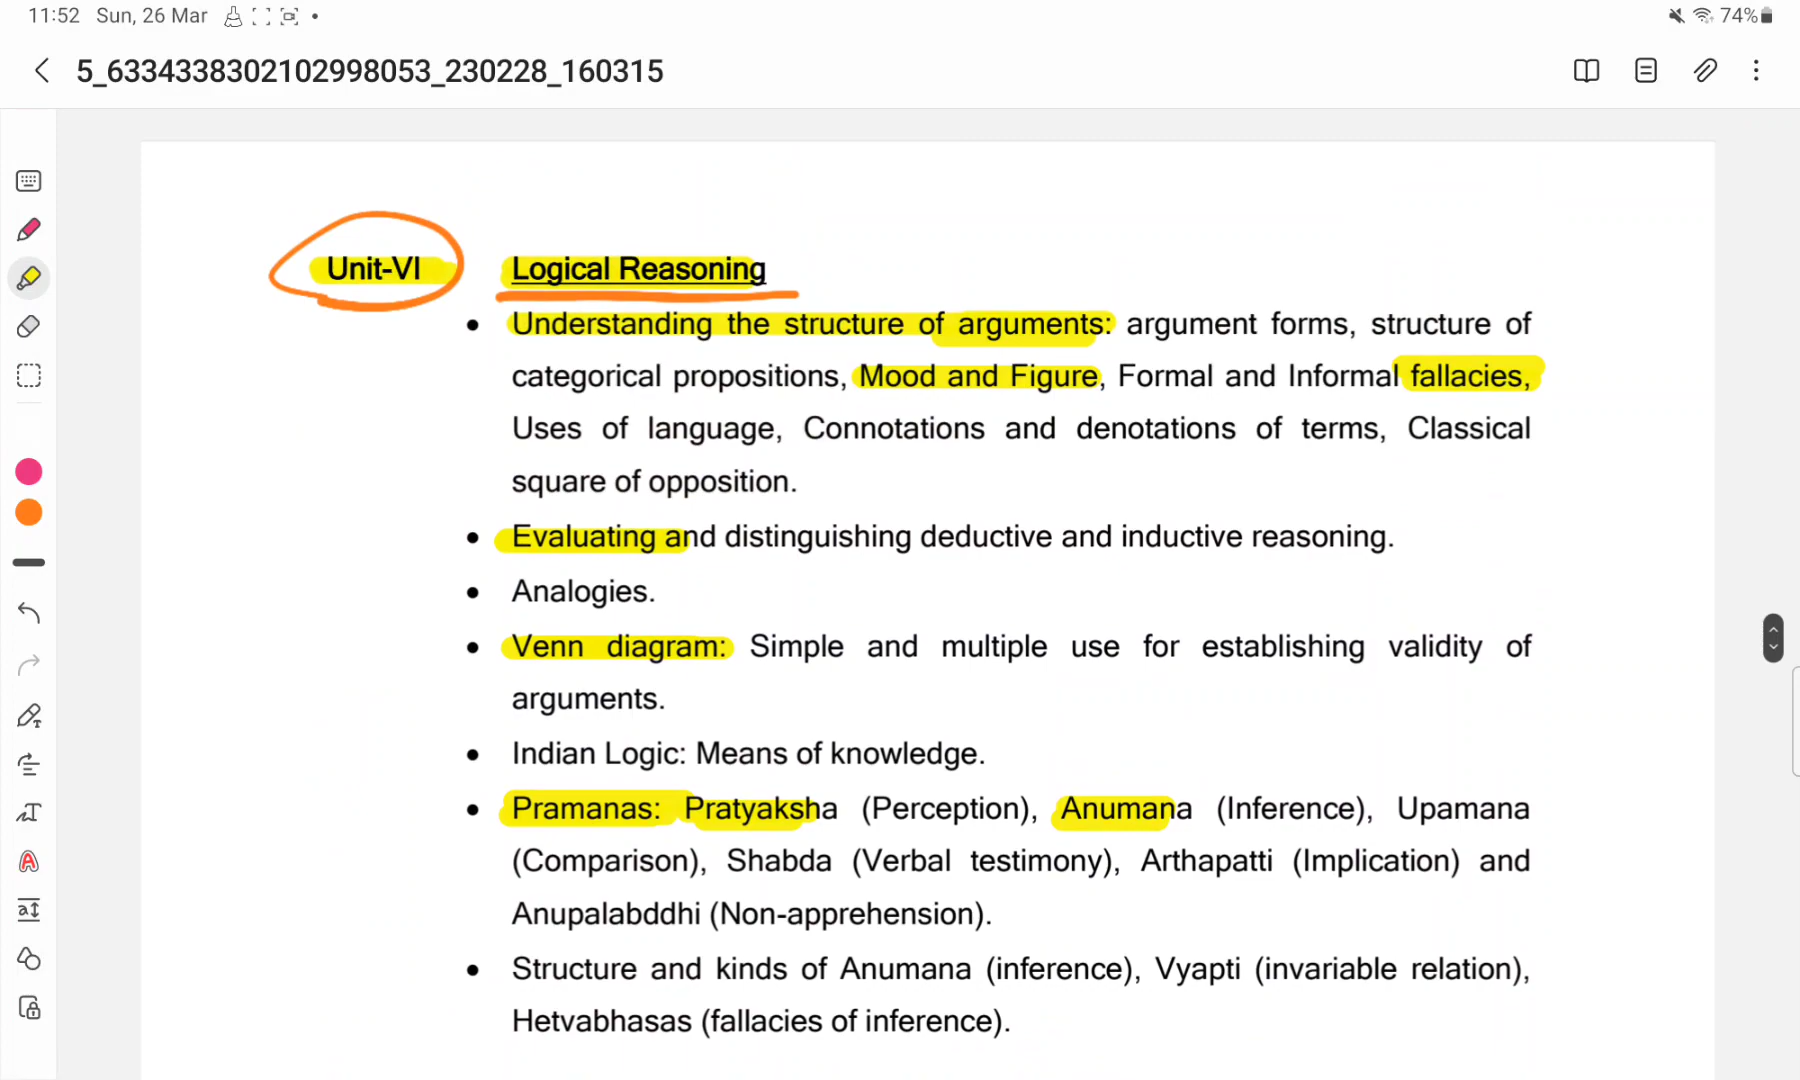 11:52 Sun, 26 Mar 74%
5_6334338302102998053_230228_160315
Unit-VI Logical Reasoning
• Understanding the structure of arguments: argument forms, structure of
categorical propositions, Mood and Figure, Formal and Informal fallacies,
Uses of language, Connotations and denotations of terms, Classical
square of opposition.
• Evaluating and distinguishing deductive and inductive reasoning.
• Analogies.
• Venn diagram: Simple and multiple use for establishing validity of
arguments.
• Indian Logic: Means of knowledge.
• Pramanas: Pratyaksha (Perception), Anumana (Inference), Upamana
(Comparison), Shabda (Verbal testimony), Arthapatti (Implication) and
Anupalabddhi (Non-apprehension).
• Structure and kinds of Anumana (inference), Vyapti (invariable relation),
Hetvabhasas (fallacies of inference).